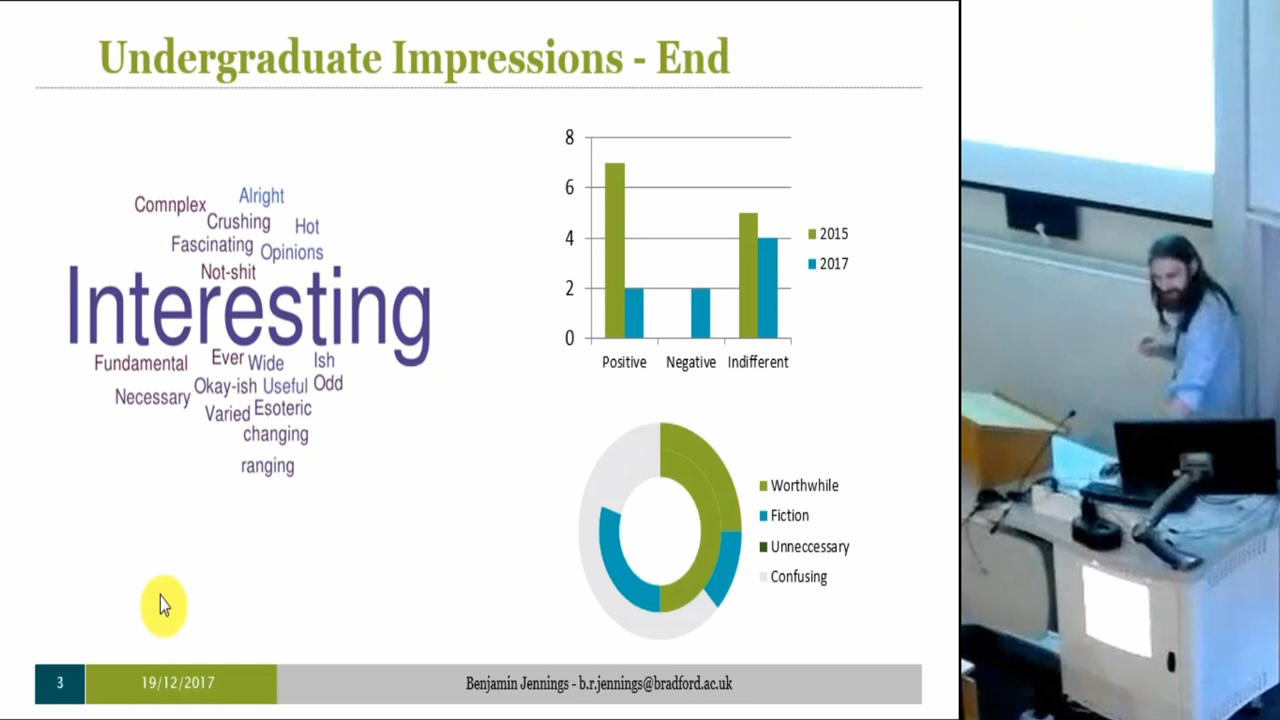 Undergraduate Impressions - End
Comnplex
Alright
Crushing
Hot
Fascinating
Opinions
Not-shit
Interesting
Fundamental
Ever
Wide
Ish
Necessary
Okay-ish
Useful
Odd
Varied
Esoteric
changing
ranging
8
6
4
2
0
Positive
Negative
Indifferent
2015
2017
Worthwhile
Fiction
Unneccessary
Confusing
3
19/12/2017
Benjamin Jennings - b.r.jennings@bradford.ac.uk